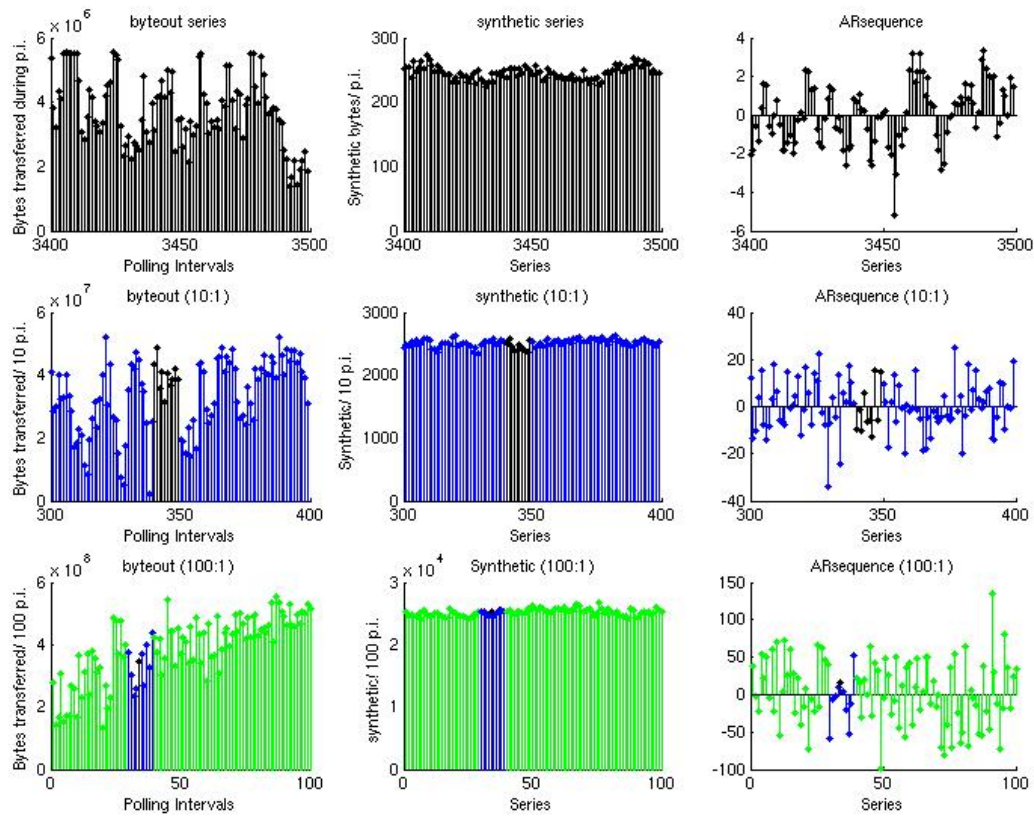 byteout series
× 10^6
Bytes transferred during p.i.
6
4
2
0
3400 3450 3500
Polling Intervals
synthetic series
Synthetic bytes/ p.i.
300
200
100
0
3400 3450 3500
Series
ARsequence
4
2
0
-2
-4
-6
3400 3450 3500
Series
byteout (10:1)
× 10^7
Bytes transferred/ 10 p.i.
6
4
2
0
300 350 400
Polling Intervals
synthetic (10:1)
Synthetic/ 10 p.i.
3000
2000
1000
0
300 350 400
Series
ARsequence (10:1)
40
20
0
-20
-40
300 350 400
Series
byteout (100:1)
× 10^8
Bytes transferred/ 100 p.i.
6
4
2
0
0 50 100
Polling Intervals
Synthetic (100:1)
× 10^4
synthetic/ 100 p.i.
3
2
1
0
0 50 100
Series
ARsequence (100:1)
150
100
50
0
-50
-100
0 50 100
Series